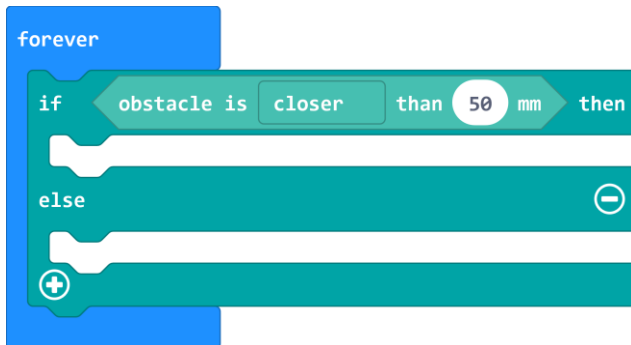 forever
if obstacle is closer than 50 mm then
else